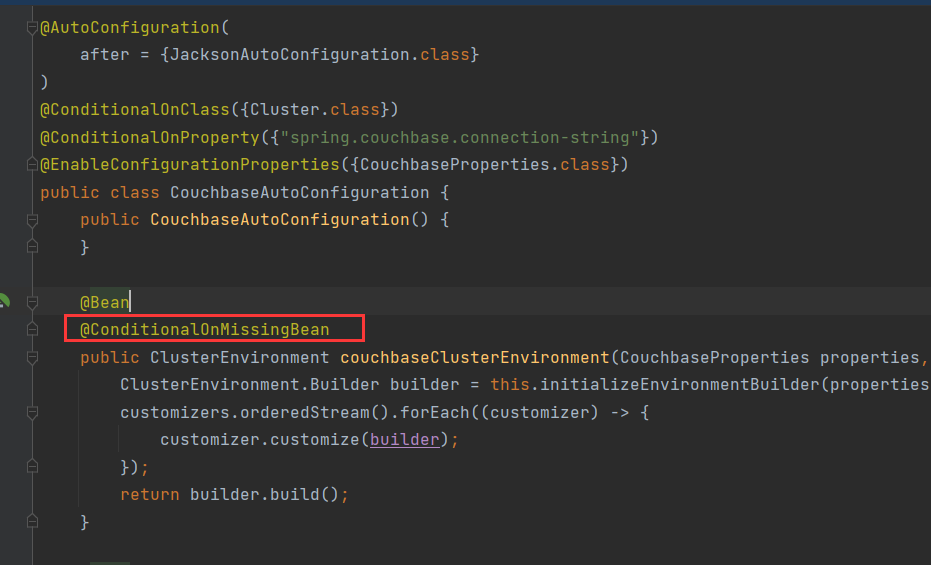 @AutoConfiguration(
    after = {JacksonAutoConfiguration.class}
)
@ConditionalOnClass({Cluster.class})
@ConditionalOnProperty({"spring.couchbase.connection-string"})
@EnableConfigurationProperties({CouchbaseProperties.class})
public class CouchbaseAutoConfiguration {
    public CouchbaseAutoConfiguration() {
    }
    @Bean
    @ConditionalOnMissingBean
    public ClusterEnvironment couchbaseClusterEnvironment(CouchbaseProperties properties,
        ClusterEnvironment.Builder builder = this.initializeEnvironmentBuilder(properties
        customizers.orderedStream().forEach((customizer) -> {
            customizer.customize(builder);
        });
        return builder.build();
    }